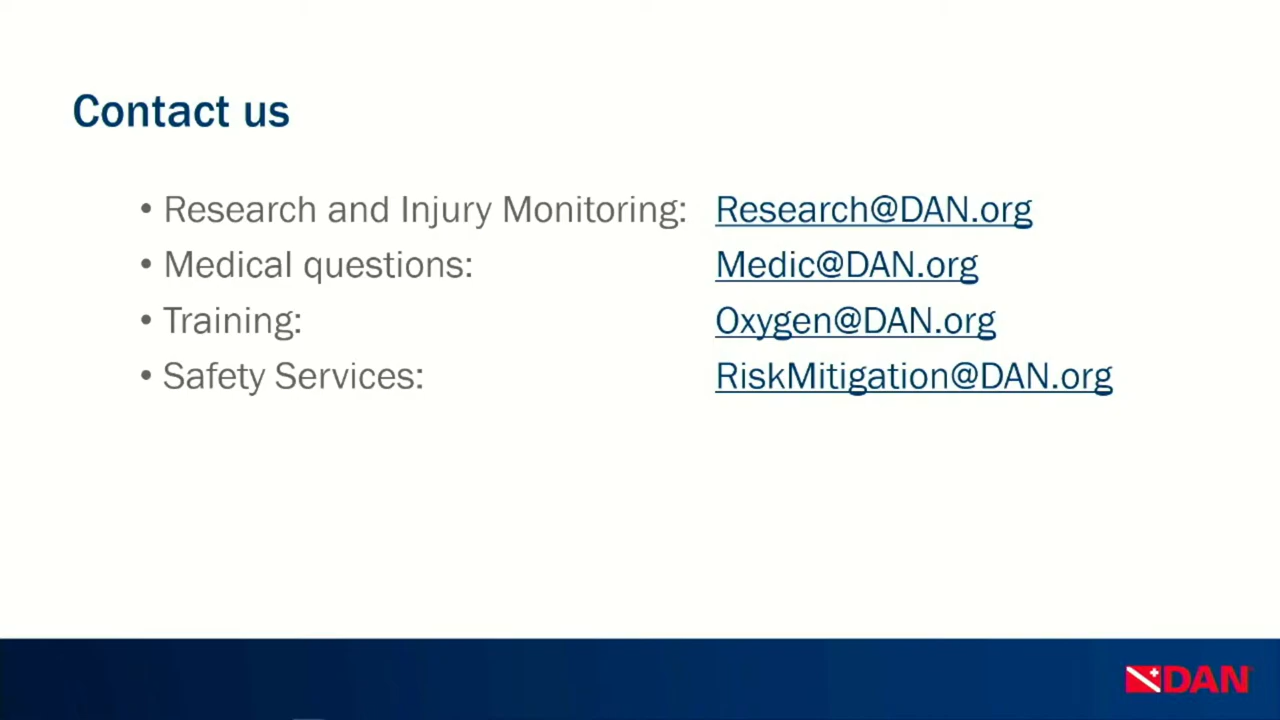 Contact us
• Research and Injury Monitoring: Research@DAN.org
• Medical questions: Medic@DAN.org
• Training: Oxygen@DAN.org
• Safety Services: RiskMitigation@DAN.org
DAN